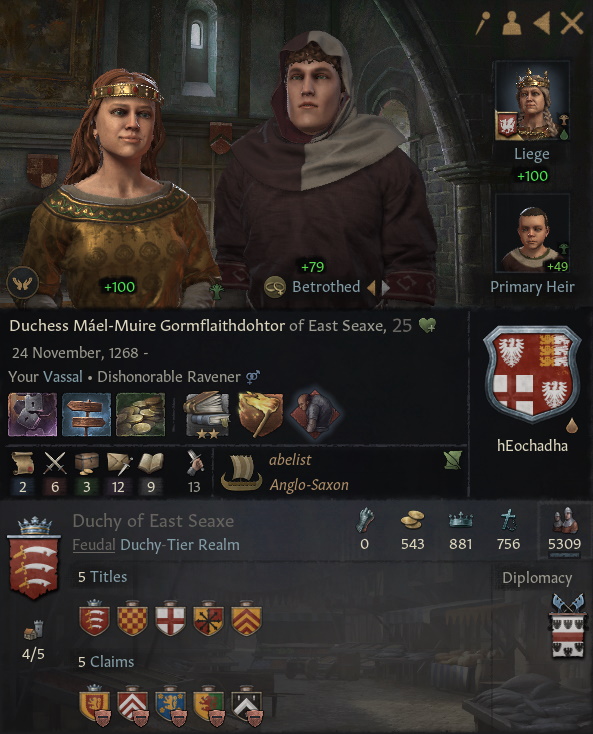 Liege
+100
+49
Primary Heir
+100
+79
Betrothed
Duchess Máel-Muire Gormflaithdohtor of East Seaxe, 25
24 November, 1268 -
Your Vassal • Dishonorable Ravener
hEochadha
2 6 3 12 9 13
abelist
Anglo-Saxon
Duchy of East Seaxe
Feudal Duchy-Tier Realm
0 543 881 756 5309
5 Titles
Diplomacy
4/5
5 Claims